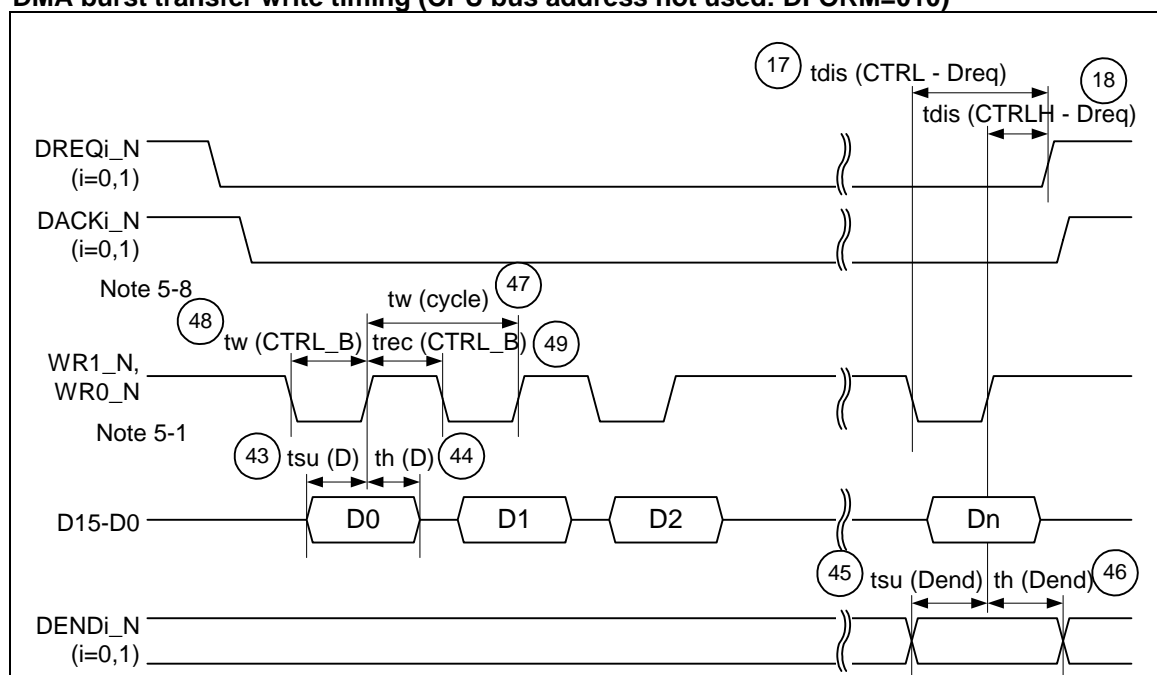 DMA burst transfer write timing (CPU bus address not used: DFORM=010)
17 tdis (CTRL - Dreq)
18
tdis (CTRLH - Dreq)
DREQi_N
(i=0,1)
DACKi_N
(i=0,1)
Note 5-8
47
tw (cycle)
48
tw (CTRL_B) trec (CTRL_B) 49
WR1_N,
WR0_N
Note 5-1
43 tsu (D) th (D) 44
D15-D0 D0 D1 D2 Dn
45 tsu (Dend) th (Dend) 46
DENDi_N
(i=0,1)